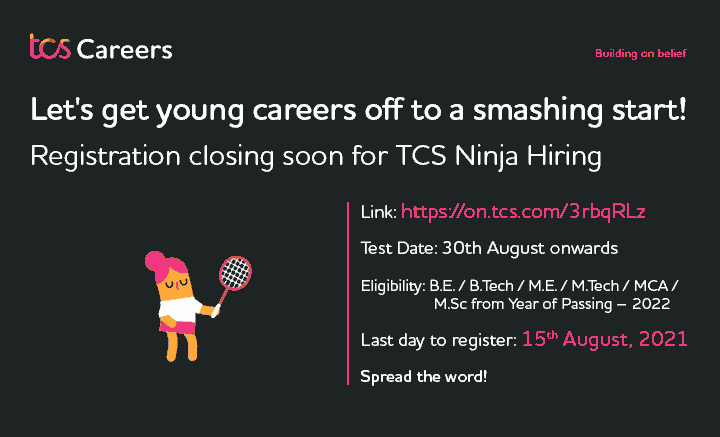 tcs Careers
Building on belief
Let's get young careers off to a smashing start!
Registration closing soon for TCS Ninja Hiring
Link: https://on.tcs.com/3rbqRLz
Test Date: 30th August onwards
Eligibility: B.E. / B.Tech / M.E. / M.Tech / MCA /
M.Sc from Year of Passing – 2022
Last day to register: 15th August, 2021
Spread the word!